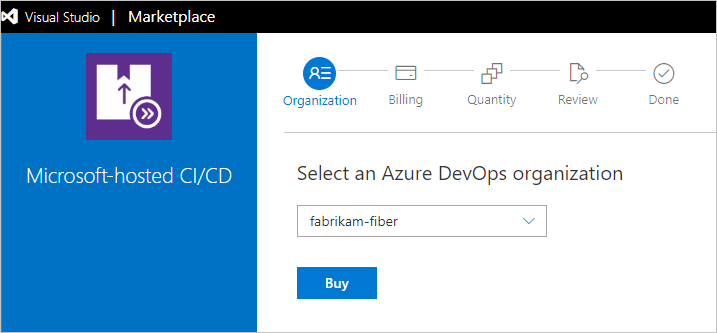 Visual Studio | Marketplace
Microsoft-hosted CI/CD
Organization
Billing
Quantity
Review
Done
Select an Azure DevOps organization
fabrikam-fiber
Buy